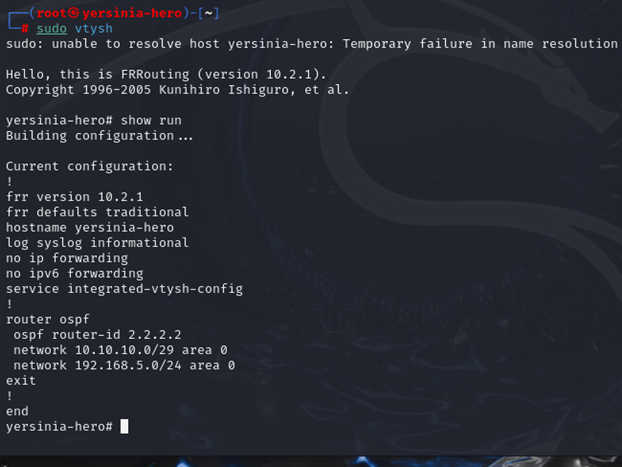 ┌──(root㉿yersinia-hero)-[~]
└─# sudo vtysh
sudo: unable to resolve host yersinia-hero: Temporary failure in name resolution
Hello, this is FRRouting (version 10.2.1).
Copyright 1996-2005 Kunihiro Ishiguro, et al.
yersinia-hero# show run
Building configuration...
Current configuration:
!
frr version 10.2.1
frr defaults traditional
hostname yersinia-hero
log syslog informational
no ip forwarding
no ipv6 forwarding
service integrated-vtysh-config
!
router ospf
 ospf router-id 2.2.2.2
 network 10.10.10.0/29 area 0
 network 192.168.5.0/24 area 0
exit
!
end
yersinia-hero#